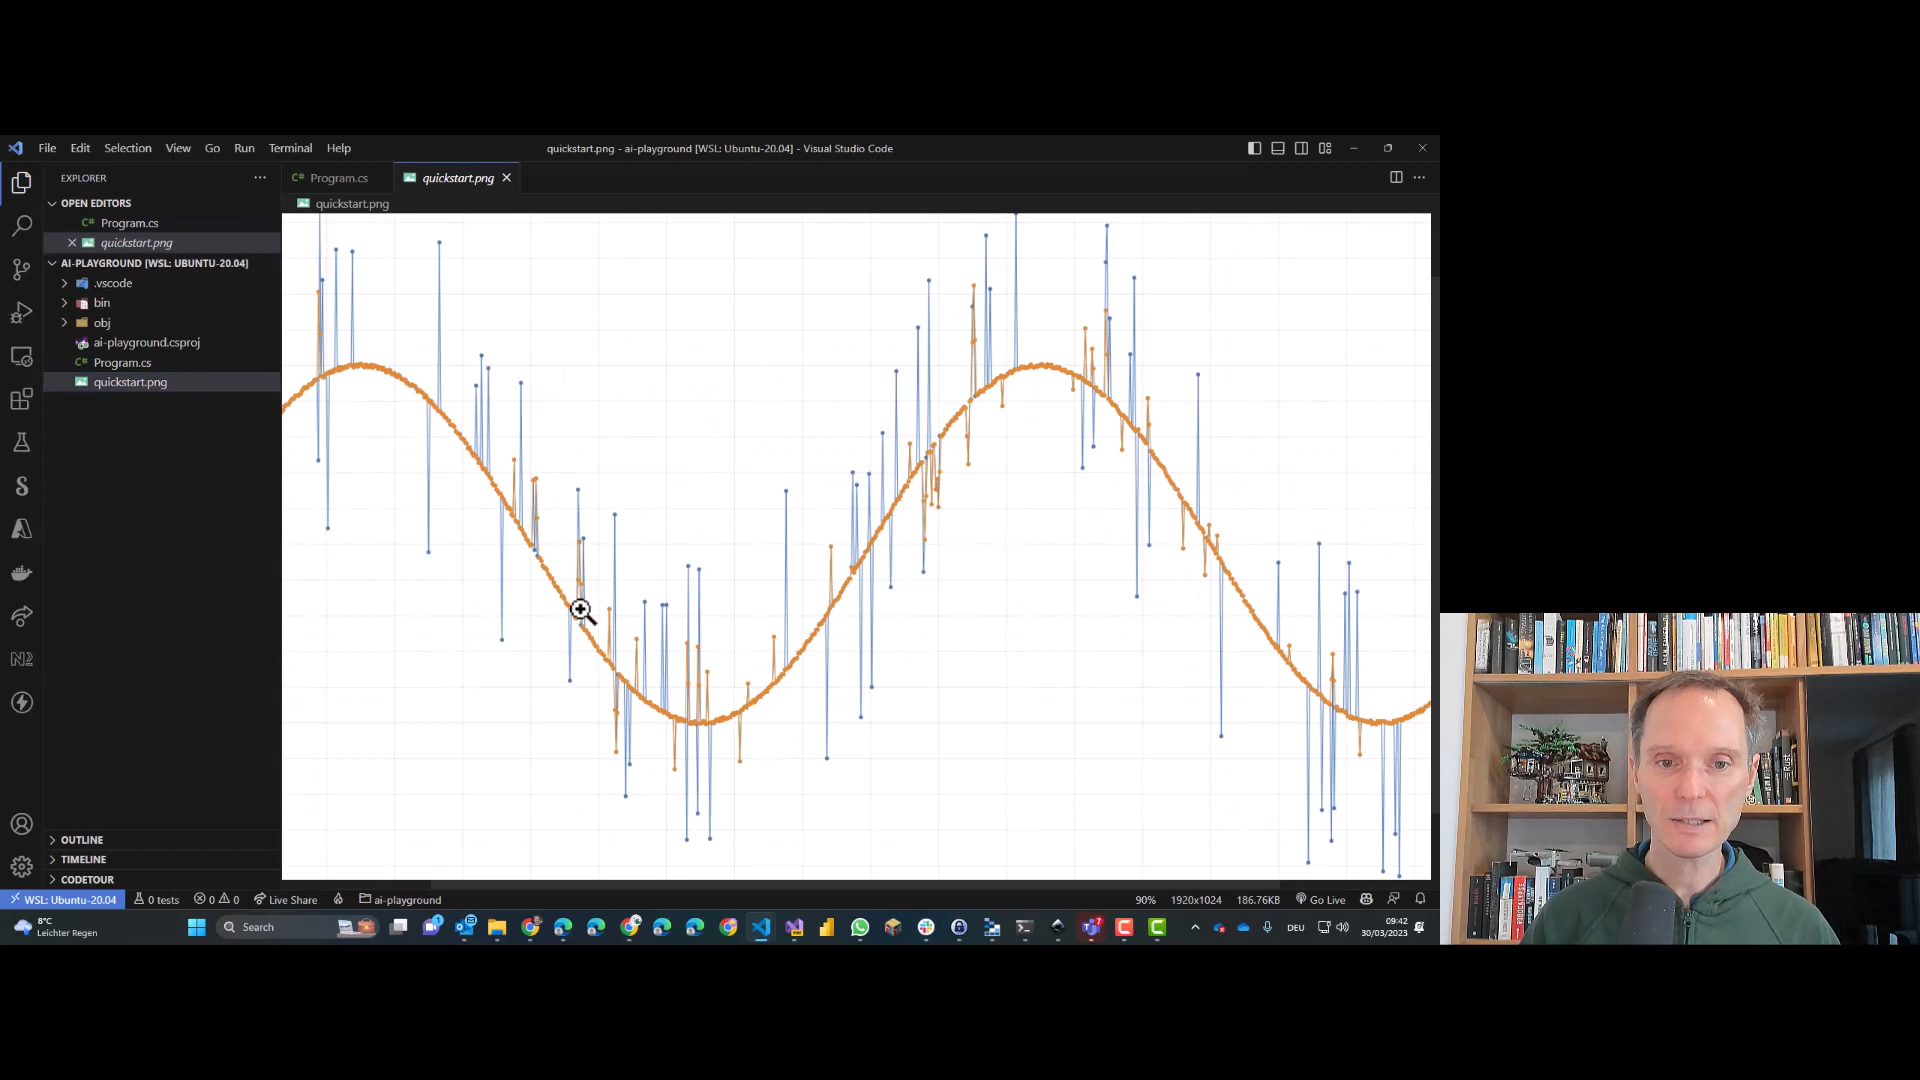 File Edit Selection View Go Run Terminal Help
quickstart.png - ai-playground [WSL: Ubuntu-20.04] - Visual Studio Code
EXPLORER
Program.cs
quickstart.png
OPEN EDITORS
quickstart.png
Program.cs
quickstart.png
AI-PLAYGROUND [WSL: UBUNTU-20.04]
.vscode
bin
obj
ai-playground.csproj
Program.cs
quickstart.png
OUTLINE
TIMELINE
CODETOUR
WSL: Ubuntu-20.04 0 tests 0 0 Live Share ai-playground 90% 1920x1024 186.76KB Go Live
8°C
Leichter Regen
Search
DEU
09:42
30/03/2023